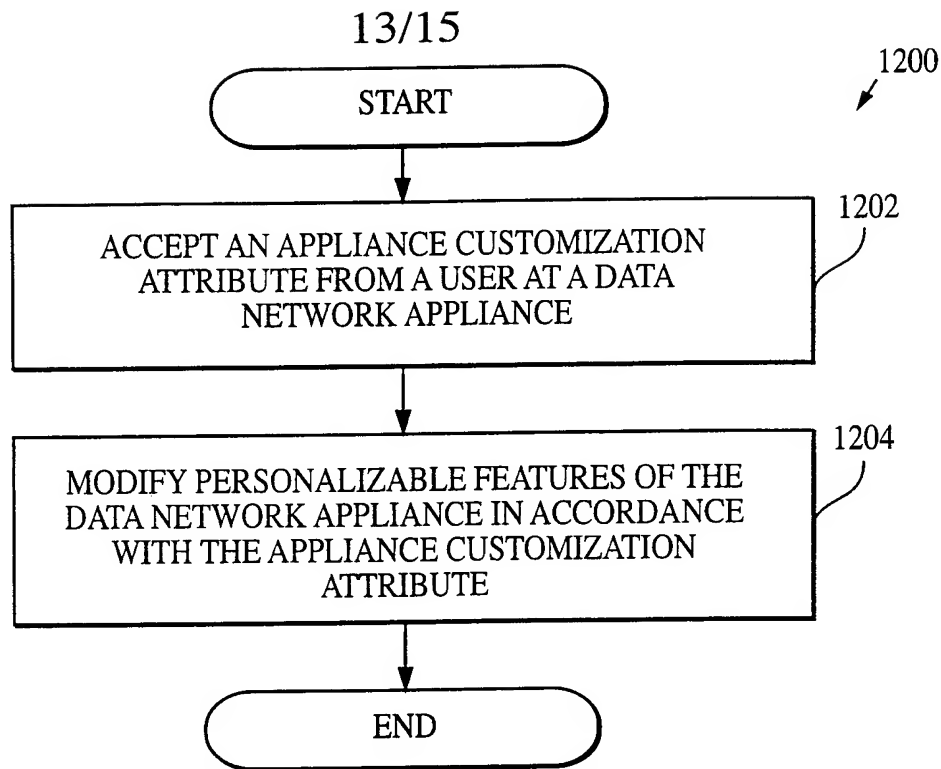 13/15
1200
START
1202
ACCEPT AN APPLIANCE CUSTOMIZATION
ATTRIBUTE FROM A USER AT A DATA
NETWORK APPLIANCE
1204
MODIFY PERSONALIZABLE FEATURES OF THE
DATA NETWORK APPLIANCE IN ACCORDANCE
WITH THE APPLIANCE CUSTOMIZATION
ATTRIBUTE
END